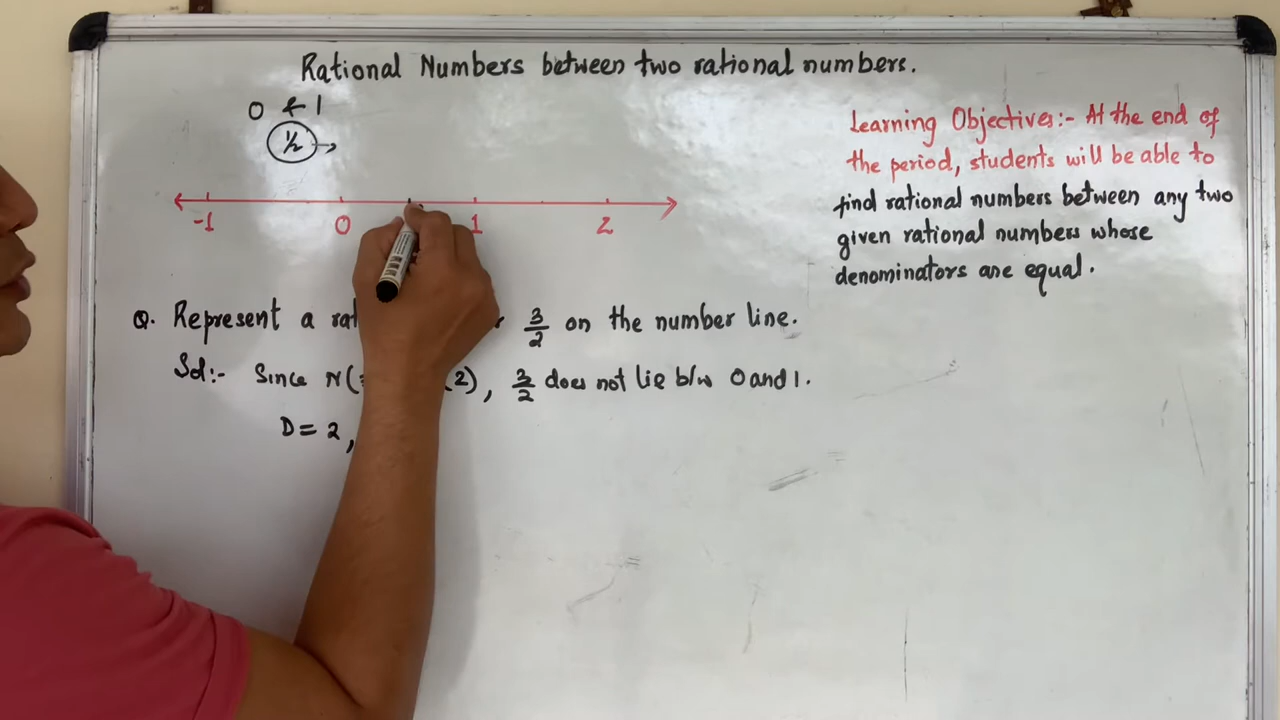 Rational Numbers between two rational numbers.
0 & 1
1/2 →
-1 0 1 2
Learning Objectives:- At the end of
the period, students will be able to
find rational numbers between any two
given rational numbers whose
denominators are equal.
Q. Represent a rat 3/2 on the number line.
Sol:- Since N( 2), 3/2 does not lie b/w 0 and 1.
D = 2,